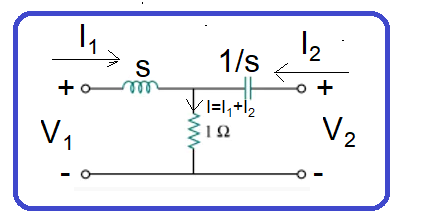 I₁
I₂
S
1/s
+
+
I=I₁+I₂
1 Ω
V₁
V₂
-
-